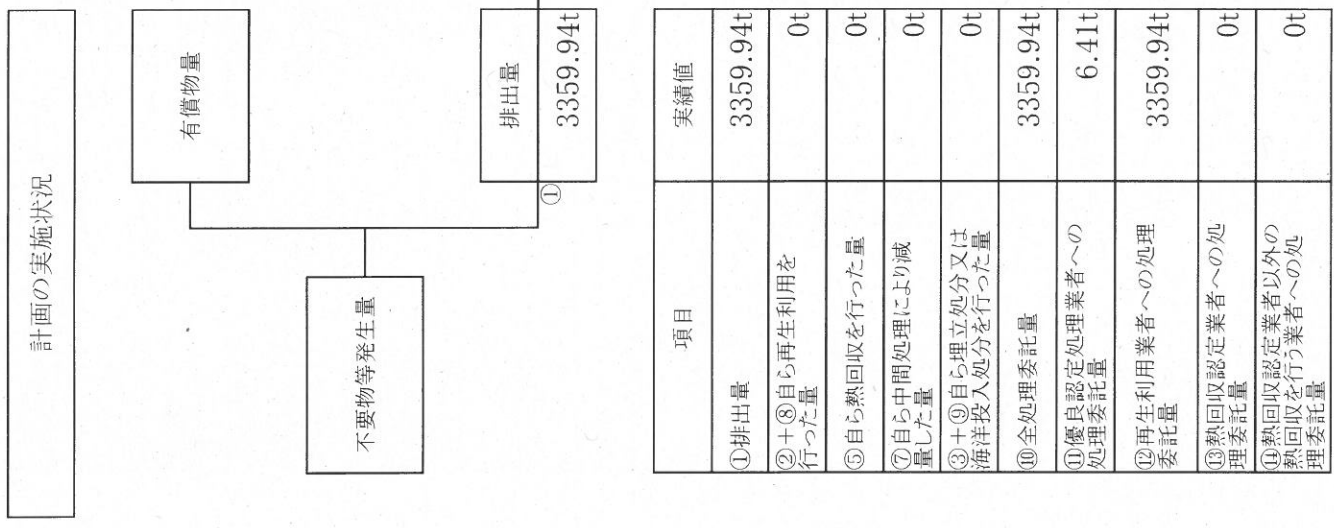 計画の実施状況
有償物量
不要物等発生量
排出量
①
3359.94t
項目
実績値
①排出量
3359.94t
②+⑧自ら再生利用を
行った量
0t
⑤自ら熱回収を行った量
0t
⑦自ら中間処理により減
量した量
0t
③+⑨自ら埋立処分又は
海洋投入処分を行った量
0t
⑩全処理委託量
3359.94t
⑪優良認定処理業者への
処理委託量
6.41t
⑫再生利用業者への処理
委託量
3359.94t
⑬熱回収認定業者への処
理委託量
0t
⑭熱回収認定業者以外の
熱回収を行う業者への処
理委託量
0t